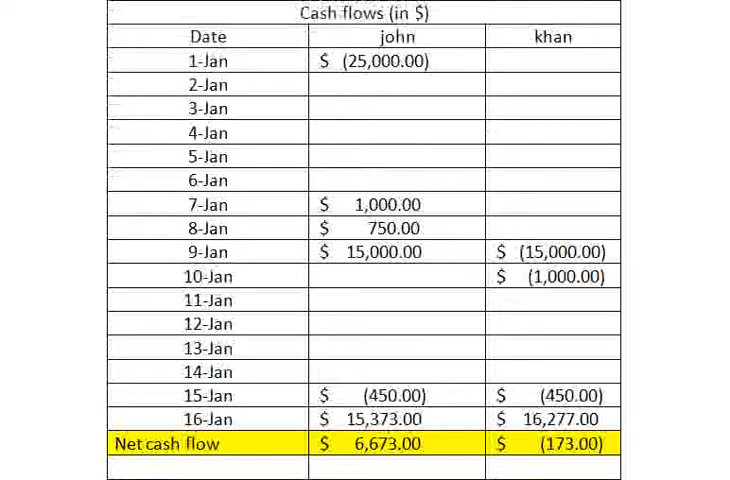 Cash flows (in $)
Date john khan
1-Jan $ (25,000.00)
2-Jan
3-Jan
4-Jan
5-Jan
6-Jan
7-Jan $ 1,000.00
8-Jan $ 750.00
9-Jan $ 15,000.00 $ (15,000.00)
10-Jan $ (1,000.00)
11-Jan
12-Jan
13-Jan
14-Jan
15-Jan $ (450.00) $ (450.00)
16-Jan $ 15,373.00 $ 16,277.00
Net cash flow $ 6,673.00 $ (173.00)